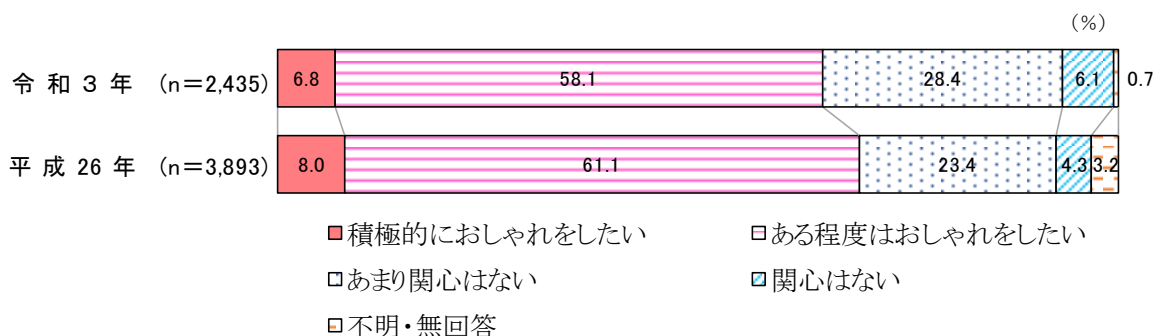 (%)
令和3年 (n=2,435) 6.8 58.1 28.4 6.1 0.7
平成26年 (n=3,893) 8.0 61.1 23.4 4.3 3.2
積極的におしゃれをしたい ある程度はおしゃれをしたい
あまり関心はない 関心はない
不明・無回答